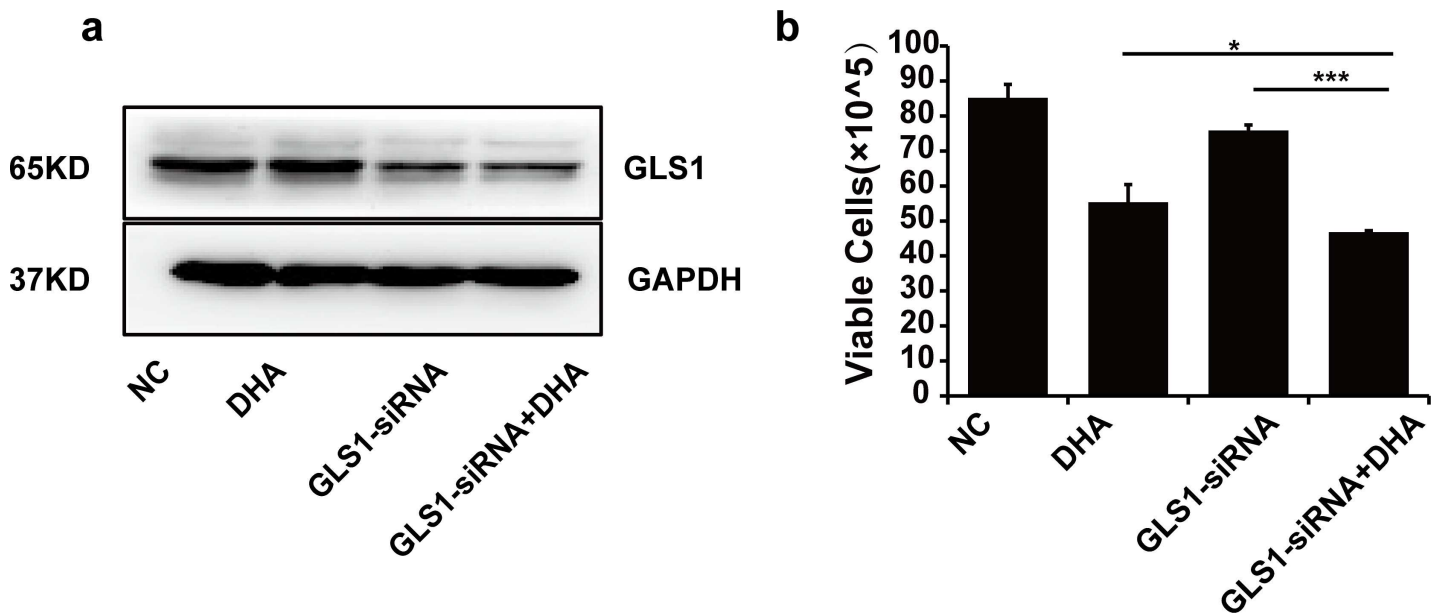 a
65KD
GLS1
37KD
GAPDH
NC
DHA
GLS1-siRNA
GLS1-siRNA+DHA
b
Viable Cells(×10^5）
100
90
80
70
60
50
40
30
20
10
0
*
***
NC
DHA
GLS1-siRNA
GLS1-siRNA+DHA